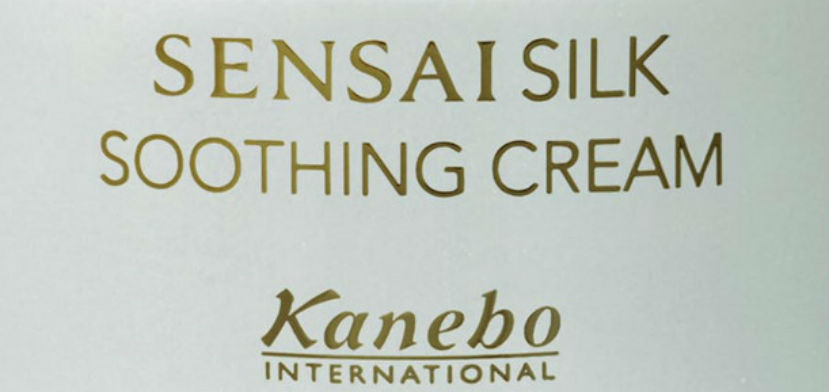 SENSAI SILK
SOOTHING CREAM
Kanebo
INTERNATIONAL